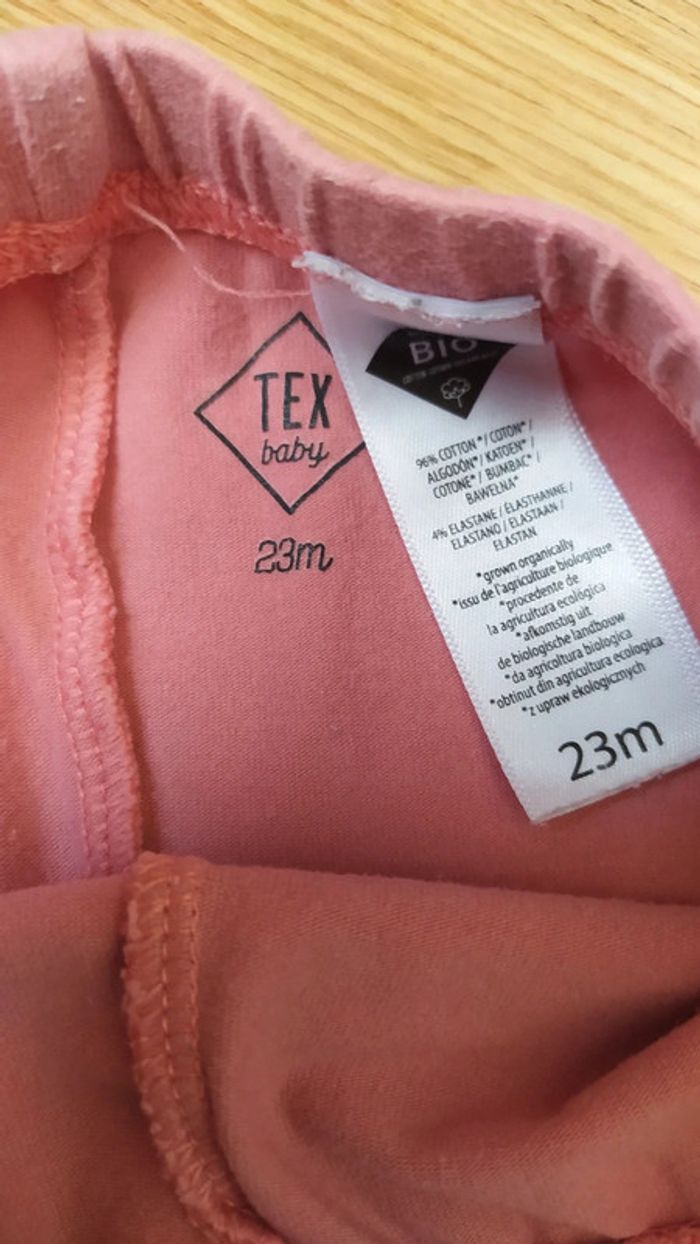 TEX
baby
23m
BIO
96% COTTON*/ COTON*/
ALGODÓN*/ KATOEN*/
COTONE*/ BUMBAC*/
BAWEŁNA*
4% ELASTANE / ÉLASTHANNE /
ELASTANO / ELASTAAN /
ELASTAN
*grown organically
*issu de l'agriculture biologique
*procedente de
la agricultura ecológica
*afkomstig uit
de biologische landbouw
*da agricoltura biologica
*obtinut din agricultura ecologica
*z upraw ekologicznych
23m